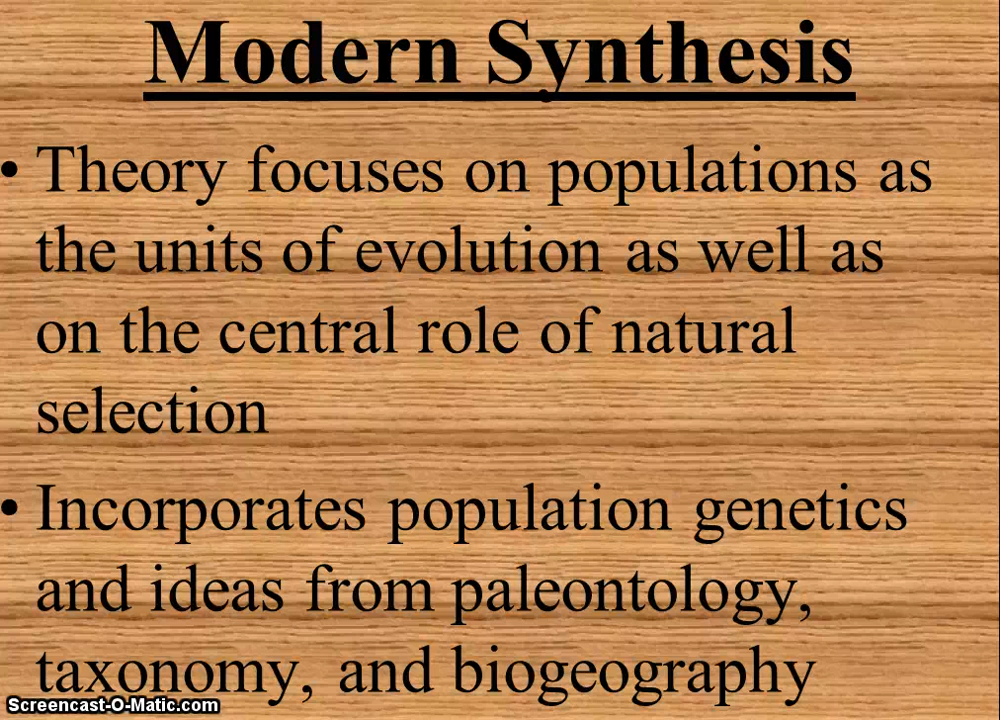 Modern Synthesis
• Theory focuses on populations as
the units of evolution as well as
on the central role of natural
selection
• Incorporates population genetics
and ideas from paleontology,
taxonomy, and biogeography
Screencast-O-Matic.com